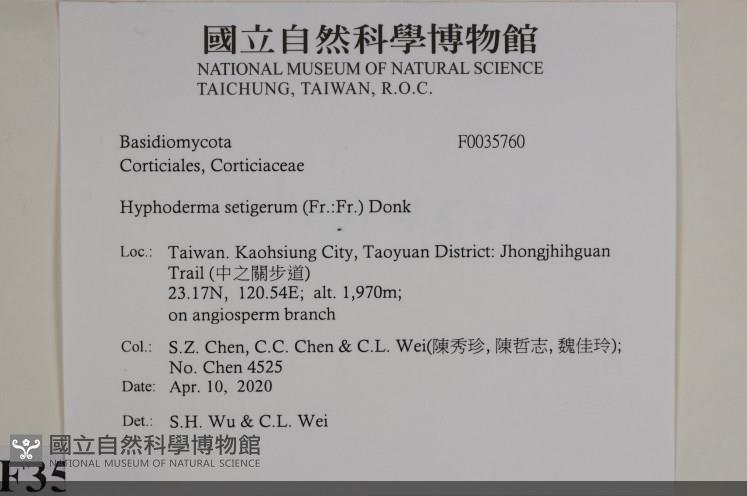 國立自然科學博物館
NATIONAL MUSEUM OF NATURAL SCIENCE
TAICHUNG, TAIWAN, R.O.C.
Basidiomycota F0035760
Corticiales, Corticiaceae
Hyphoderma setigerum (Fr.:Fr.) Donk
Loc.: Taiwan. Kaohsiung City, Taoyuan District: Jhongjhihguan
Trail (中之關步道)
23.17N, 120.54E; alt. 1,970m;
on angiosperm branch
Col.: S.Z. Chen, C.C. Chen & C.L. Wei(陳秀珍, 陳哲志, 魏佳玲);
No. Chen 4525
Date: Apr. 10, 2020
Det.: S.H. Wu & C.L. Wei
國立自然科學博物館
NATIONAL MUSEUM OF NATURAL SCIENCE
F35